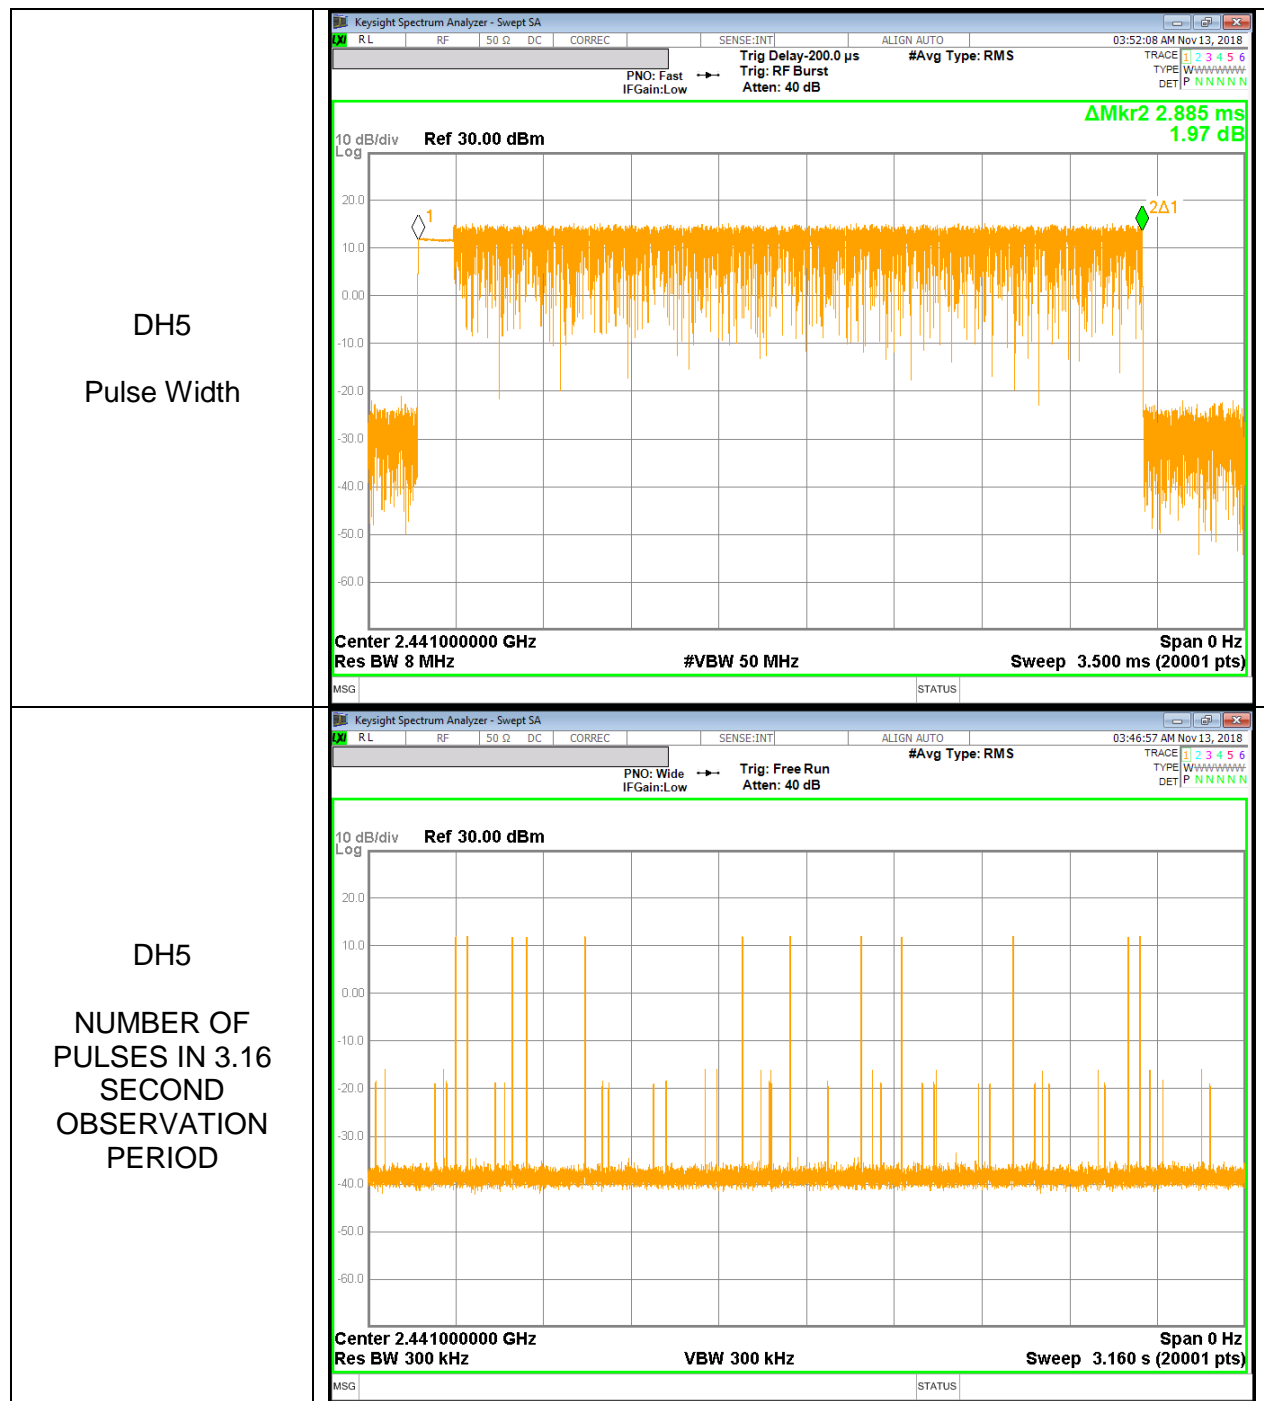 DH5
Pulse Width
Keysight Spectrum Analyzer - Swept SA
LXI RL RF 50 Ω DC CORREC SENSE:INT ALIGN AUTO 03:52:08 AM Nov 13, 2018
Trig Delay-200.0 µs #Avg Type: RMS TRACE 1 2 3 4 5 6
PNO: Fast Trig: RF Burst TYPE WWWWWWW
IFGain:Low Atten: 40 dB DET P N N N N N
ΔMkr2 2.885 ms
1.97 dB
10 dB/div Ref 30.00 dBm
Log
20.0
10.0
0.00
-10.0
-20.0
-30.0
-40.0
-50.0
-60.0
1
2Δ1
Center 2.441000000 GHz Span 0 Hz
Res BW 8 MHz #VBW 50 MHz Sweep 3.500 ms (20001 pts)
MSG STATUS
DH5
NUMBER OF
PULSES IN 3.16
SECOND
OBSERVATION
PERIOD
Keysight Spectrum Analyzer - Swept SA
LXI RL RF 50 Ω DC CORREC SENSE:INT ALIGN AUTO 03:46:57 AM Nov 13, 2018
#Avg Type: RMS TRACE 1 2 3 4 5 6
PNO: Wide Trig: Free Run TYPE WWWWWWW
IFGain:Low Atten: 40 dB DET P N N N N N
10 dB/div Ref 30.00 dBm
Log
20.0
10.0
0.00
-10.0
-20.0
-30.0
-40.0
-50.0
-60.0
Center 2.441000000 GHz Span 0 Hz
Res BW 300 kHz VBW 300 kHz Sweep 3.160 s (20001 pts)
MSG STATUS